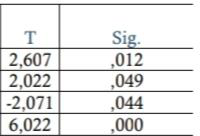 T Sig.
2,607 ,012
2,022 ,049
-2,071 ,044
6,022 ,000